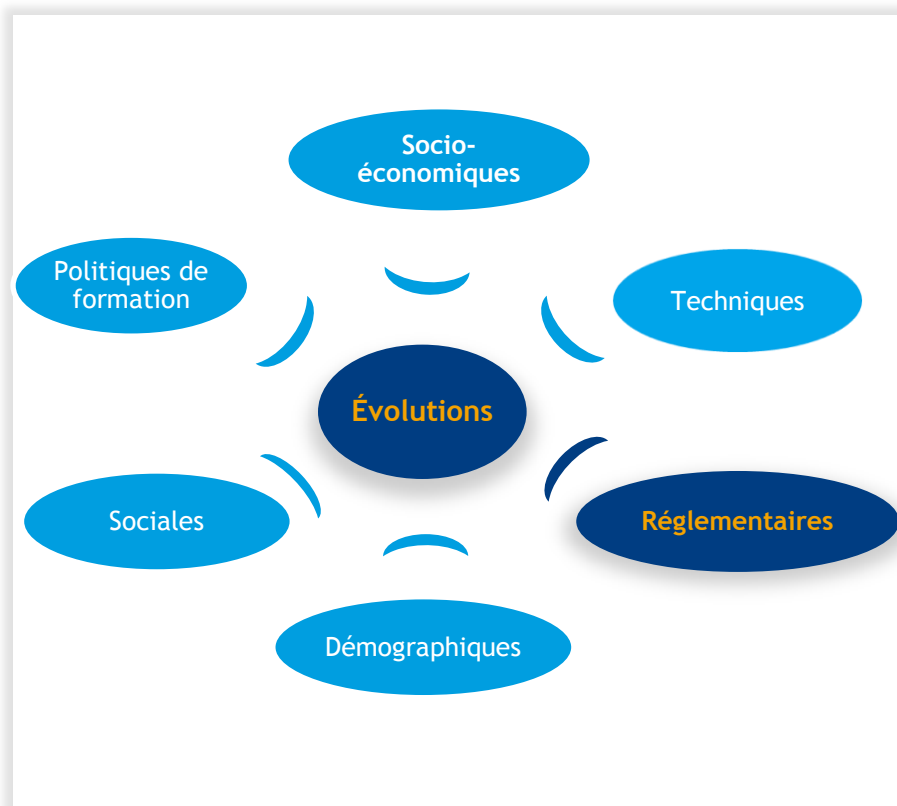 Socio-
économiques
Politiques de
formation
Techniques
Évolutions
Sociales
Réglementaires
Démographiques